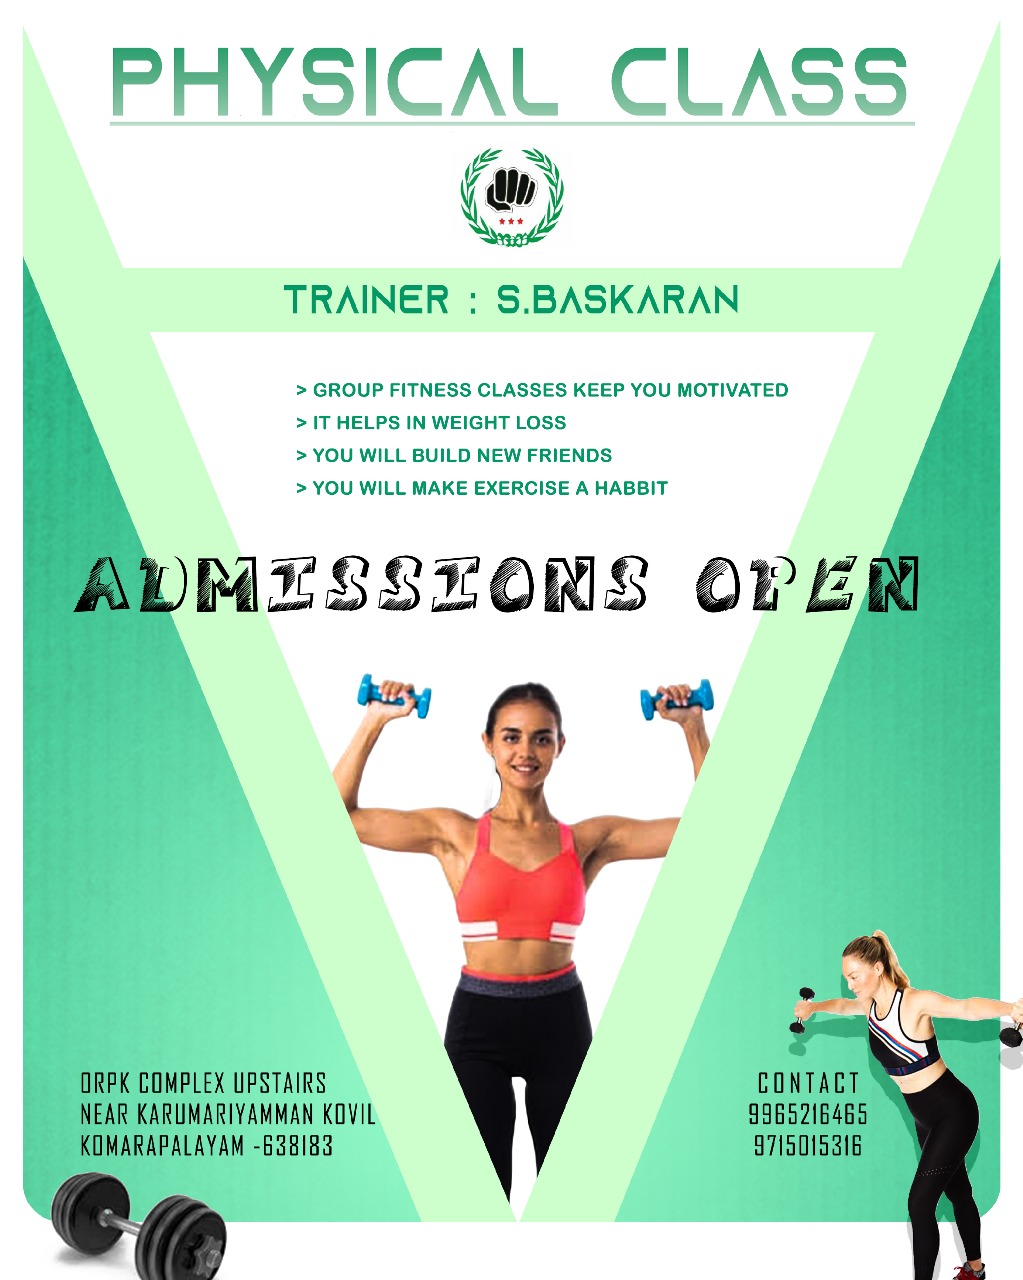 PHYSICAL CLASS
TRAINER : S.BASKARAN
> GROUP FITNESS CLASSES KEEP YOU MOTIVATED
> IT HELPS IN WEIGHT LOSS
> YOU WILL BUILD NEW FRIENDS
> YOU WILL MAKE EXERCISE A HABBIT
ADMISSIONS OPEN
ORPK COMPLEX UPSTAIRS
NEAR KARUMARIYAMMAN KOVIL
KOMARAPALAYAM -638183
CONTACT
9965216465
9715015316